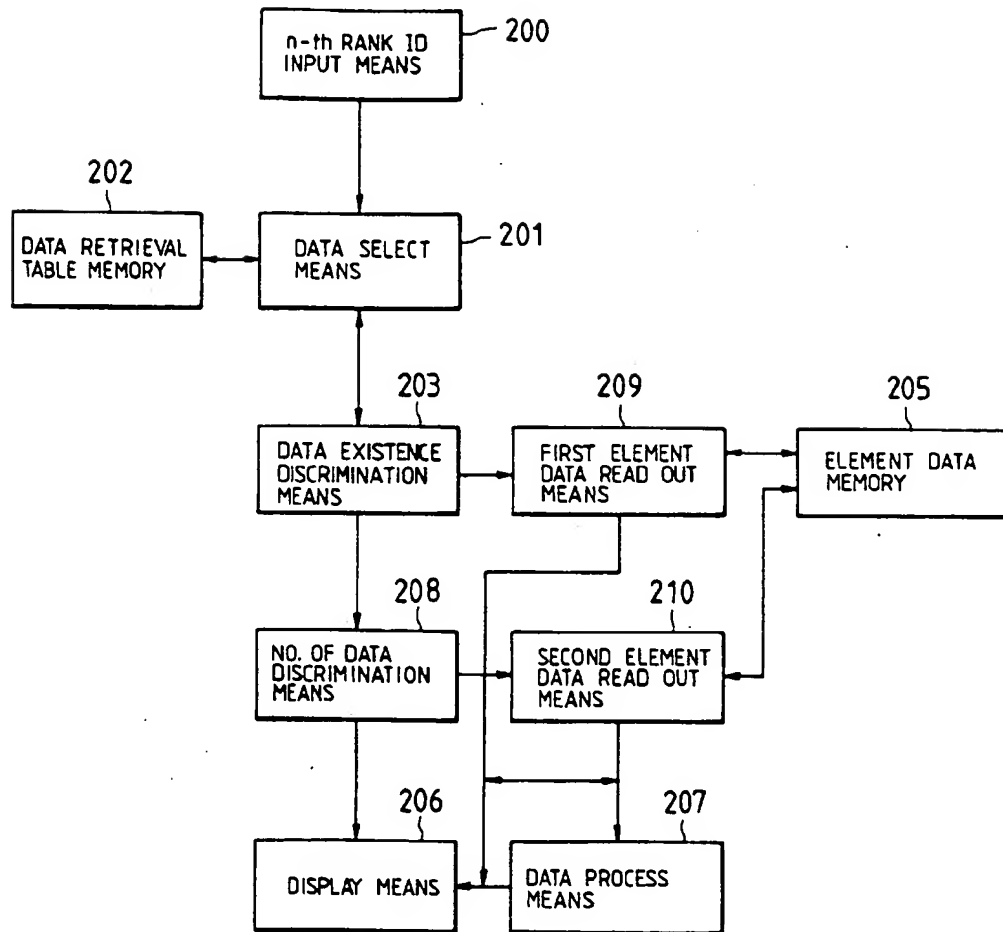 n-th RANK ID
INPUT MEANS
200
202
DATA RETRIEVAL
TABLE MEMORY
DATA SELECT
MEANS
201
203
DATA EXISTENCE
DISCRIMINATION
MEANS
209
FIRST ELEMENT
DATA READ OUT
MEANS
205
ELEMENT DATA
MEMORY
208
NO. OF DATA
DISCRIMINATION
MEANS
210
SECOND ELEMENT
DATA READ OUT
MEANS
206
DISPLAY MEANS
207
DATA PROCESS
MEANS